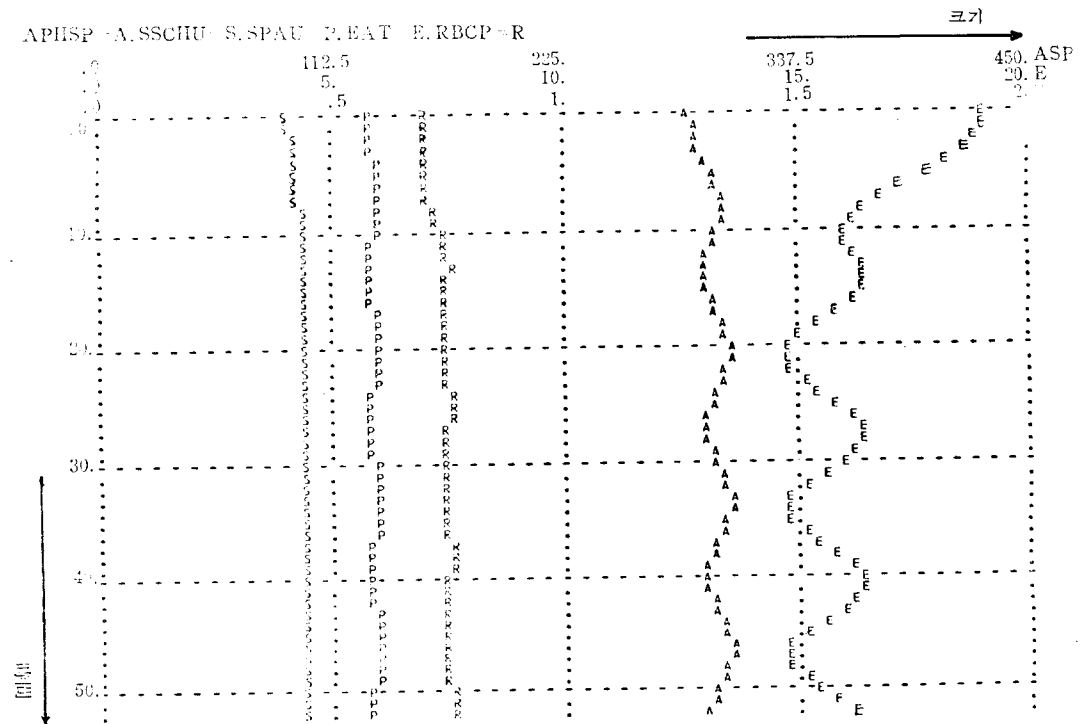 크기
APHSP=A.SSCHU=S.SPAU=P.EAT=E.RBCP=R
.0 112.5 225. 337.5 450. ASP
5. 10. 15. 20. E
.5 1. 1.5
10.
20.
30.
40.
50.